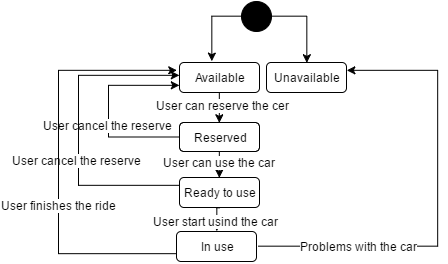 Available
Unavailable
User can reserve the cer
User cancel the reserve
Reserved
User cancel the reserve
User can use the car
Ready to use
User finishes the ride
User start usind the car
In use
Problems with the car